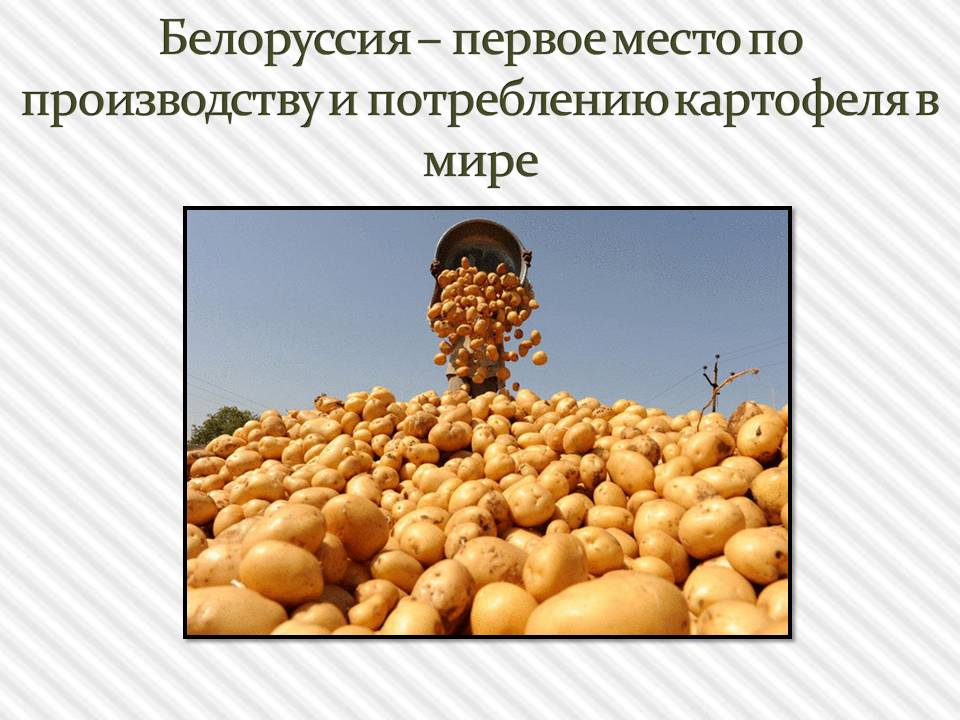 Белоруссия – первое место по
производству и потреблению картофеля в
мире